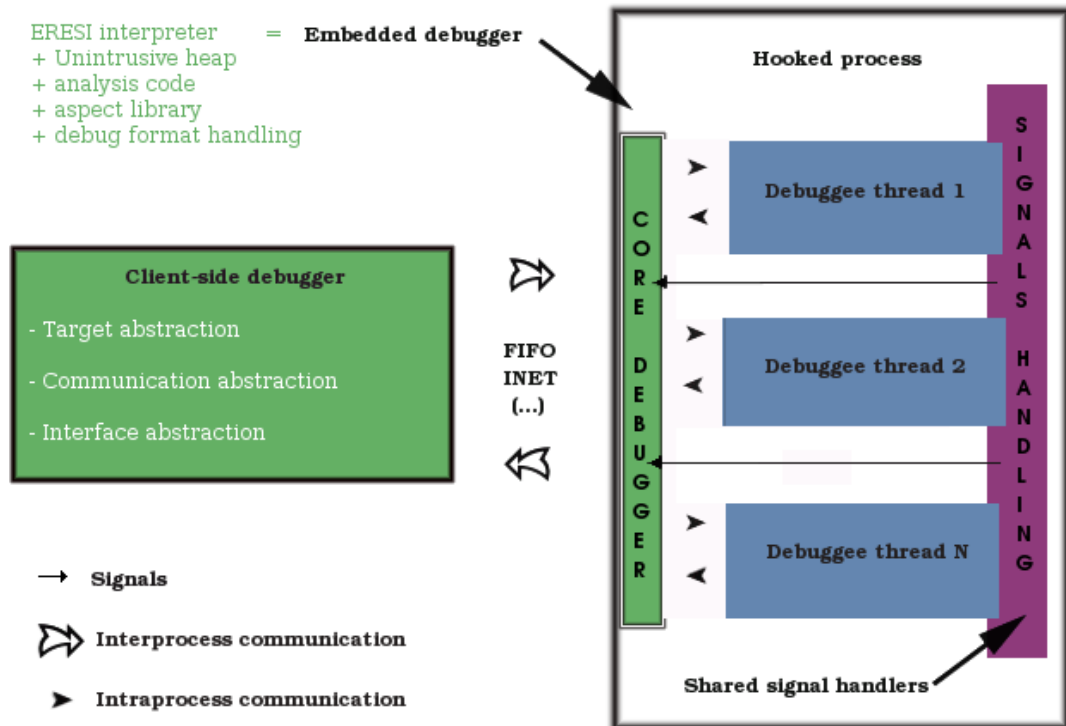 ERESI interpreter = Embedded debugger
+ Unintrusive heap
+ analysis code
+ aspect library
+ debug format handling
Hooked process
SIGNALS HANDLING
Debuggee thread 1
CORE DEBUGGER
Client-side debugger
- Target abstraction
- Communication abstraction
- Interface abstraction
FIFO
INET
(...)
Debuggee thread 2
Debuggee thread N
Signals
Interprocess communication
Intraprocess communication
Shared signal handlers